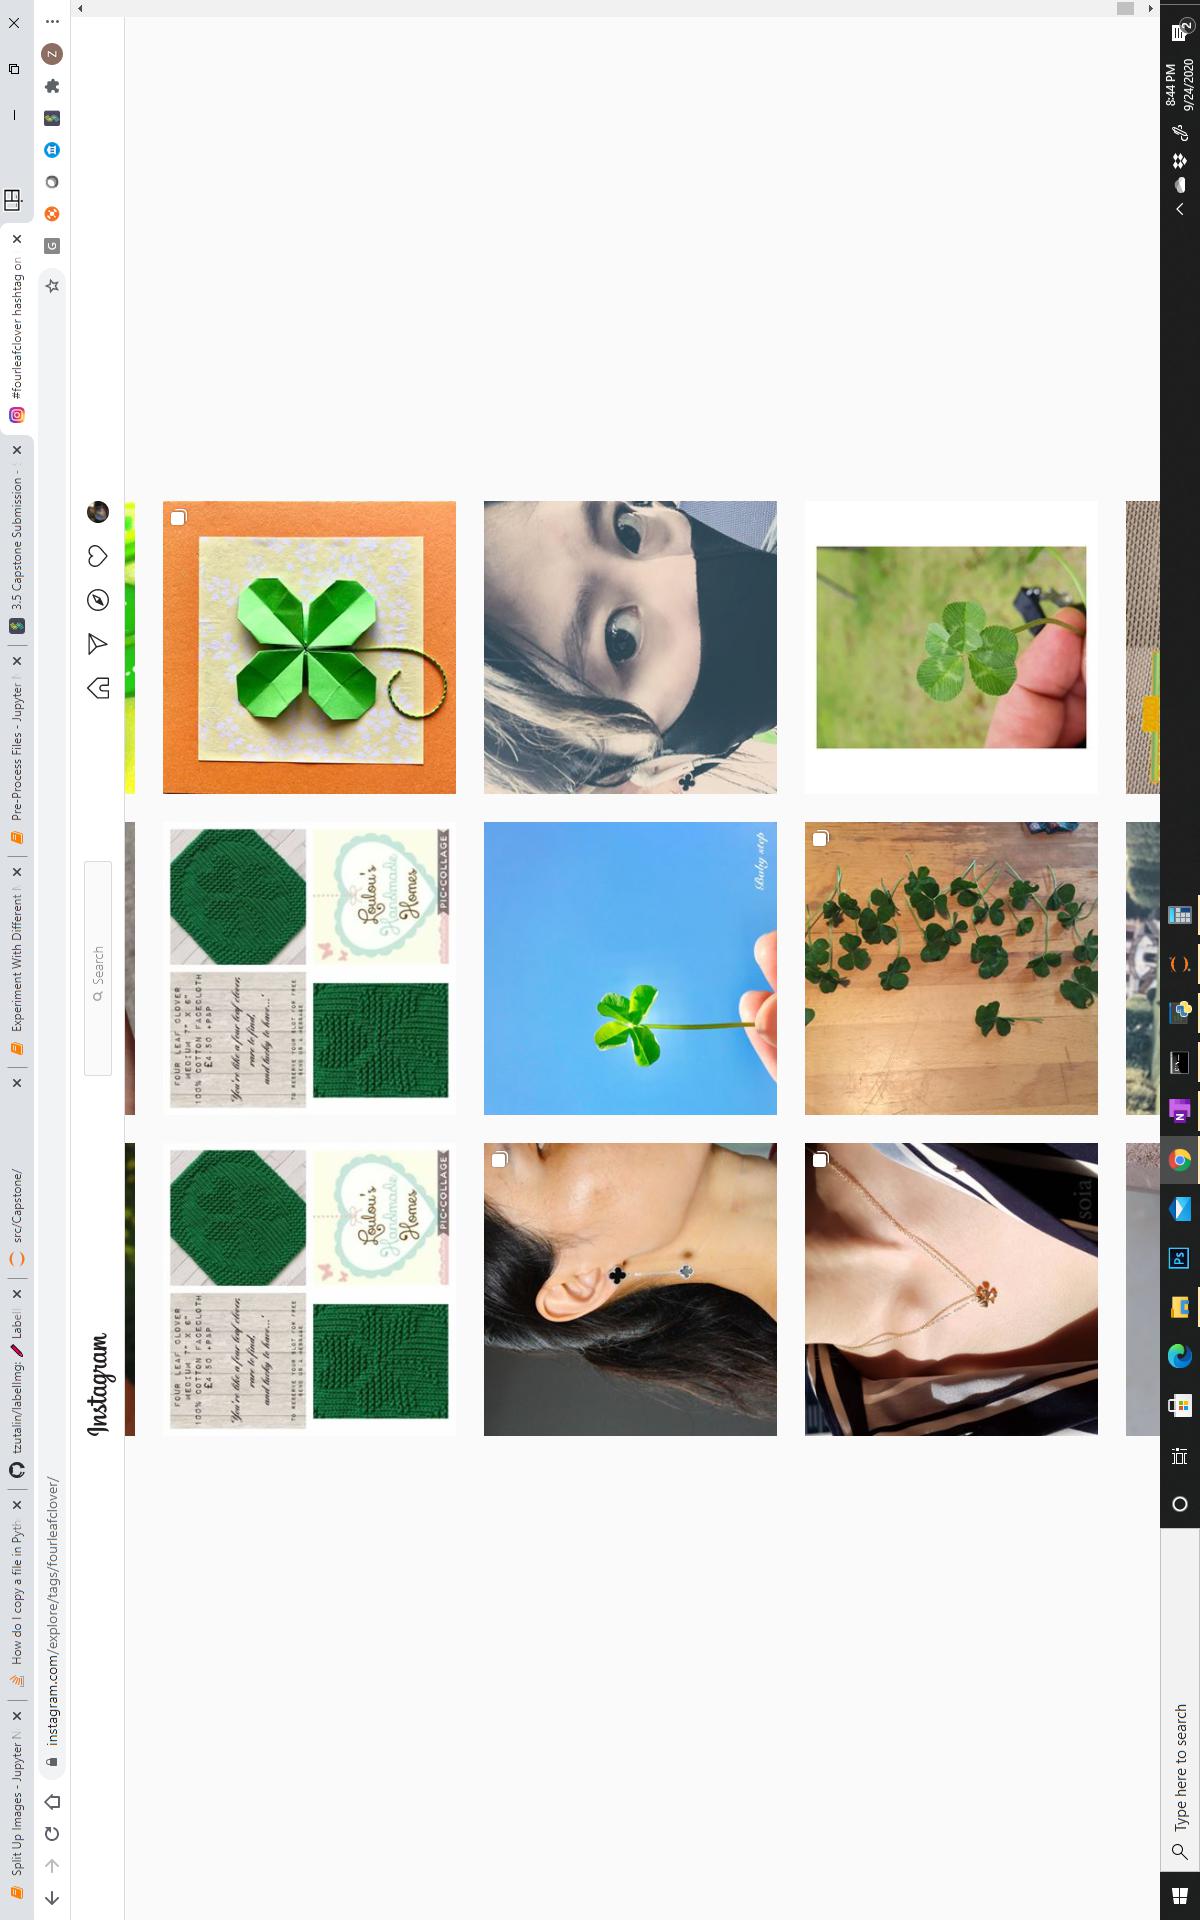 Split Up Images - Jupyter N
How do I copy a file in Pyth
tzutalin/labelImg: Labell
src/Capstone/
Experiment With Different N
Pre-Process Files - Jupyter N
3.5 Capstone Submission - S
#fourleafclover hashtag on
instagram.com/explore/tags/fourleafclover/
G
Z
Instagram
Search
FOUR LEAF CLOVER
MEDIUM 7" X 6"
100% COTTON FACECLOTH
£4.50 +P&P
"You're like a four leaf clover,
rare to find,
and lucky to have..."
TO RESERVE YOUR SLOT FOR FREE
SEND US A MESSAGE
Loulou's
Handmade
Homes
PIC•COLLAGE
FOUR LEAF CLOVER
MEDIUM 7" X 6"
100% COTTON FACECLOTH
£4.50 +P&P
"You're like a four leaf clover,
rare to find,
and lucky to have..."
TO RESERVE YOUR SLOT FOR FREE
SEND US A MESSAGE
Loulou's
Handmade
Homes
PIC•COLLAGE
Baby step
soia
Type here to search
Ps
N
8:44 PM
9/24/2020
2